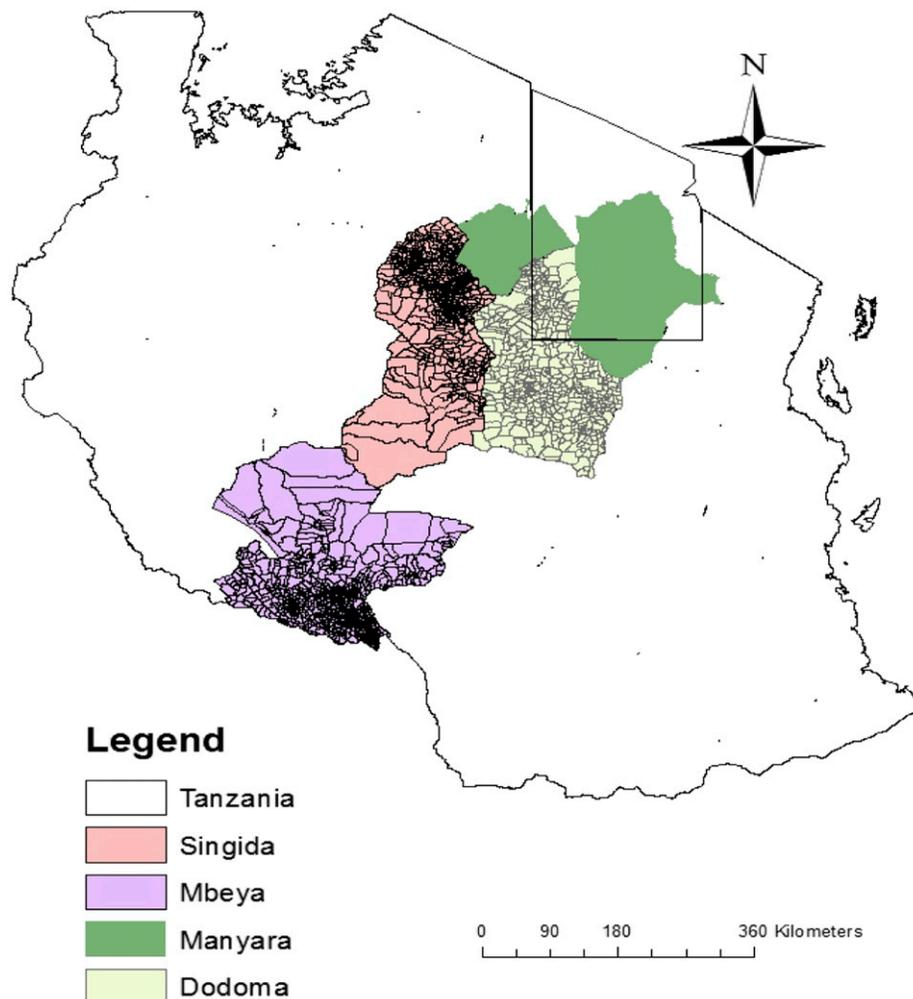 N
Legend
Tanzania
Singida
Mbeya
Manyara
Dodoma
0 90 180 360 Kilometers